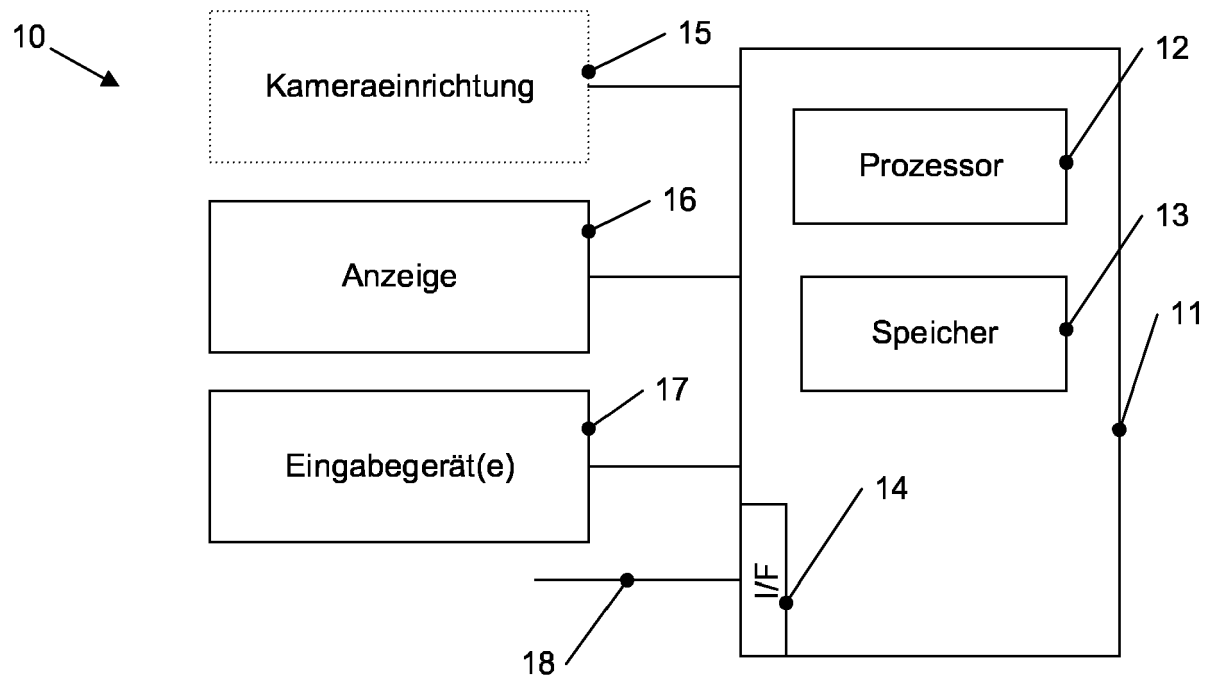 10
15
12
Kameraeinrichtung
Prozessor
16
13
Anzeige
Speicher
11
17
Eingabegerät(e)
14
I/F
18